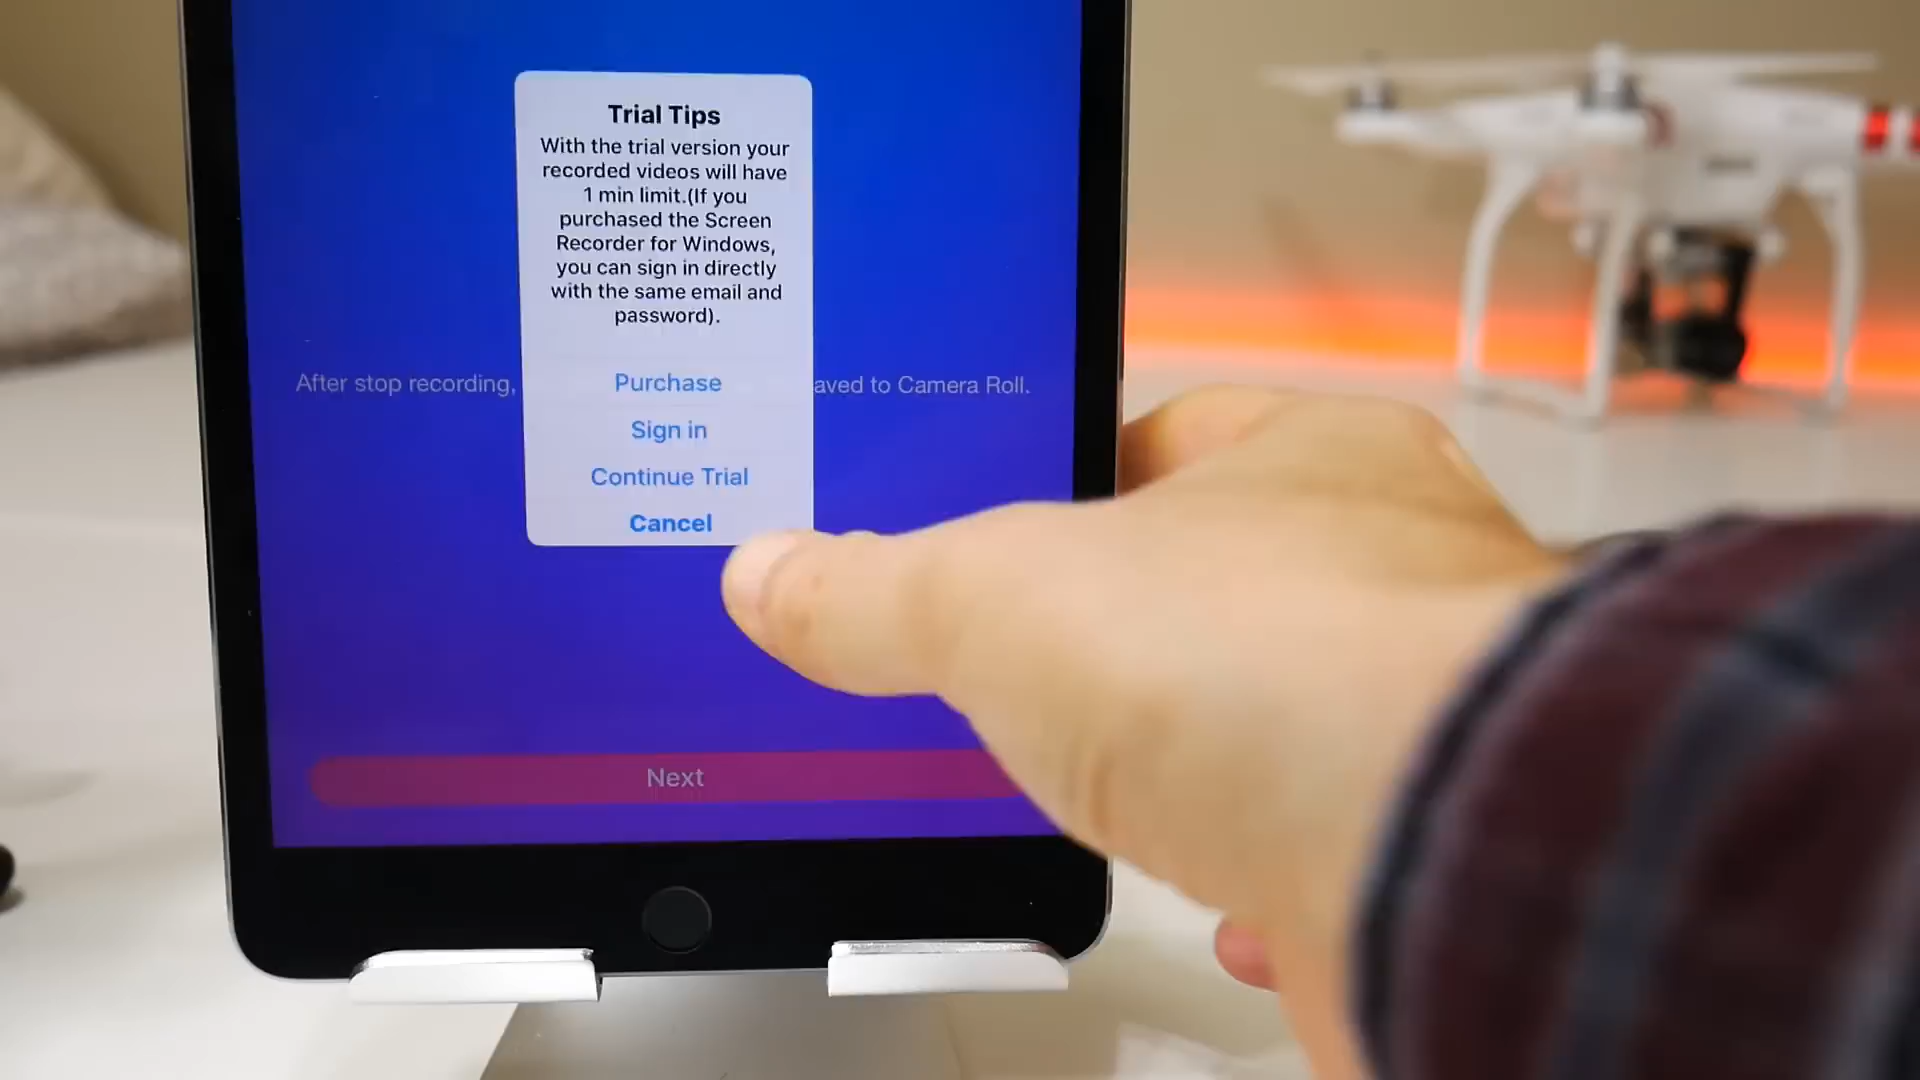 Trial Tips
With the trial version your
recorded videos will have
1 min limit.(If you
purchased the Screen
Recorder for Windows,
you can sign in directly
with the same email and
password).
Purchase
After stop recording,
aved to Camera Roll.
Sign in
Continue Trial
Cancel
Next